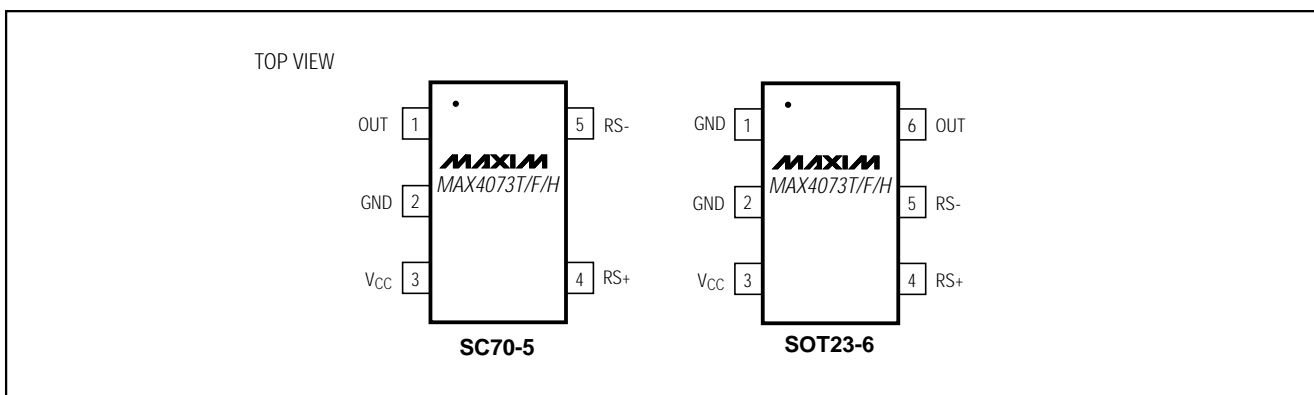 TOP VIEW
OUT 1 5 RS-
MAXIM
MAX4073T/F/H
GND 2
VCC 3 4 RS+
SC70-5
GND 1 6 OUT
MAXIM
MAX4073T/F/H
GND 2 5 RS-
VCC 3 4 RS+
SOT23-6